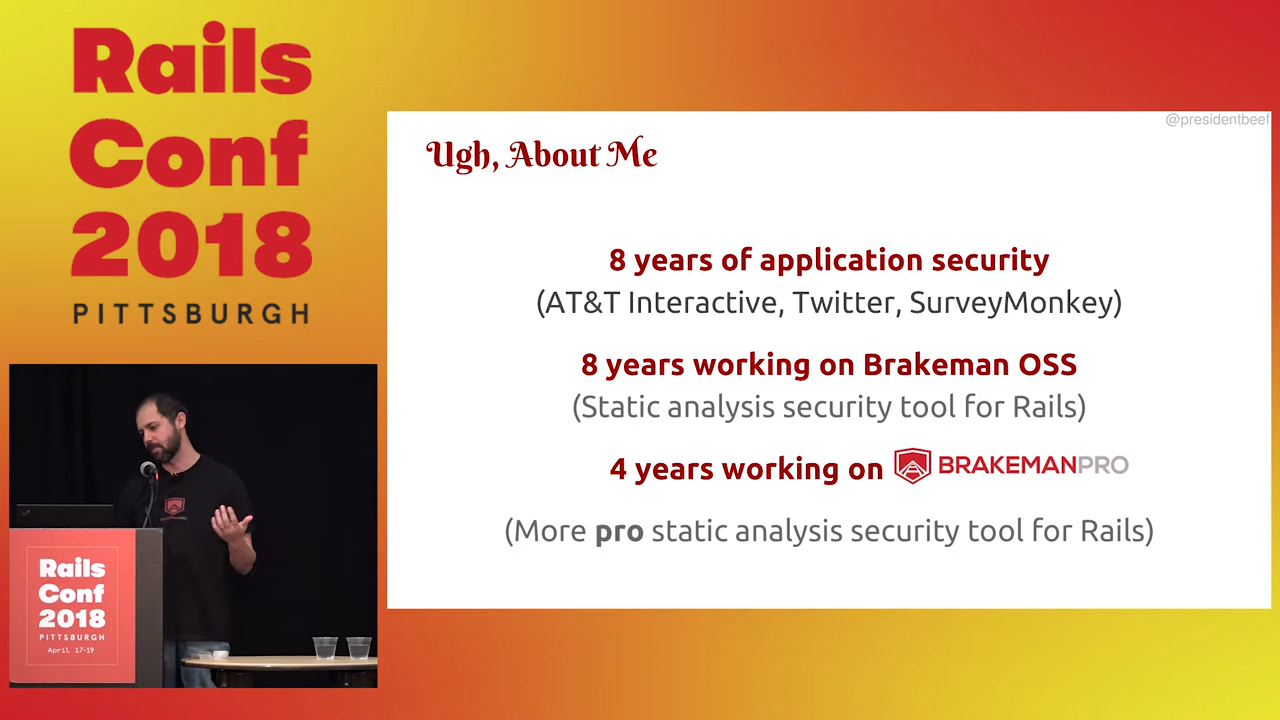 Rails
Conf
2018
PITTSBURGH
@presidentbeef
Ugh, About Me
8 years of application security
(AT&T Interactive, Twitter, SurveyMonkey)
8 years working on Brakeman OSS
(Static analysis security tool for Rails)
4 years working on BRAKEMANPRO
(More pro static analysis security tool for Rails)
Rails
Conf
2018
PITTSBURGH
April 17-19